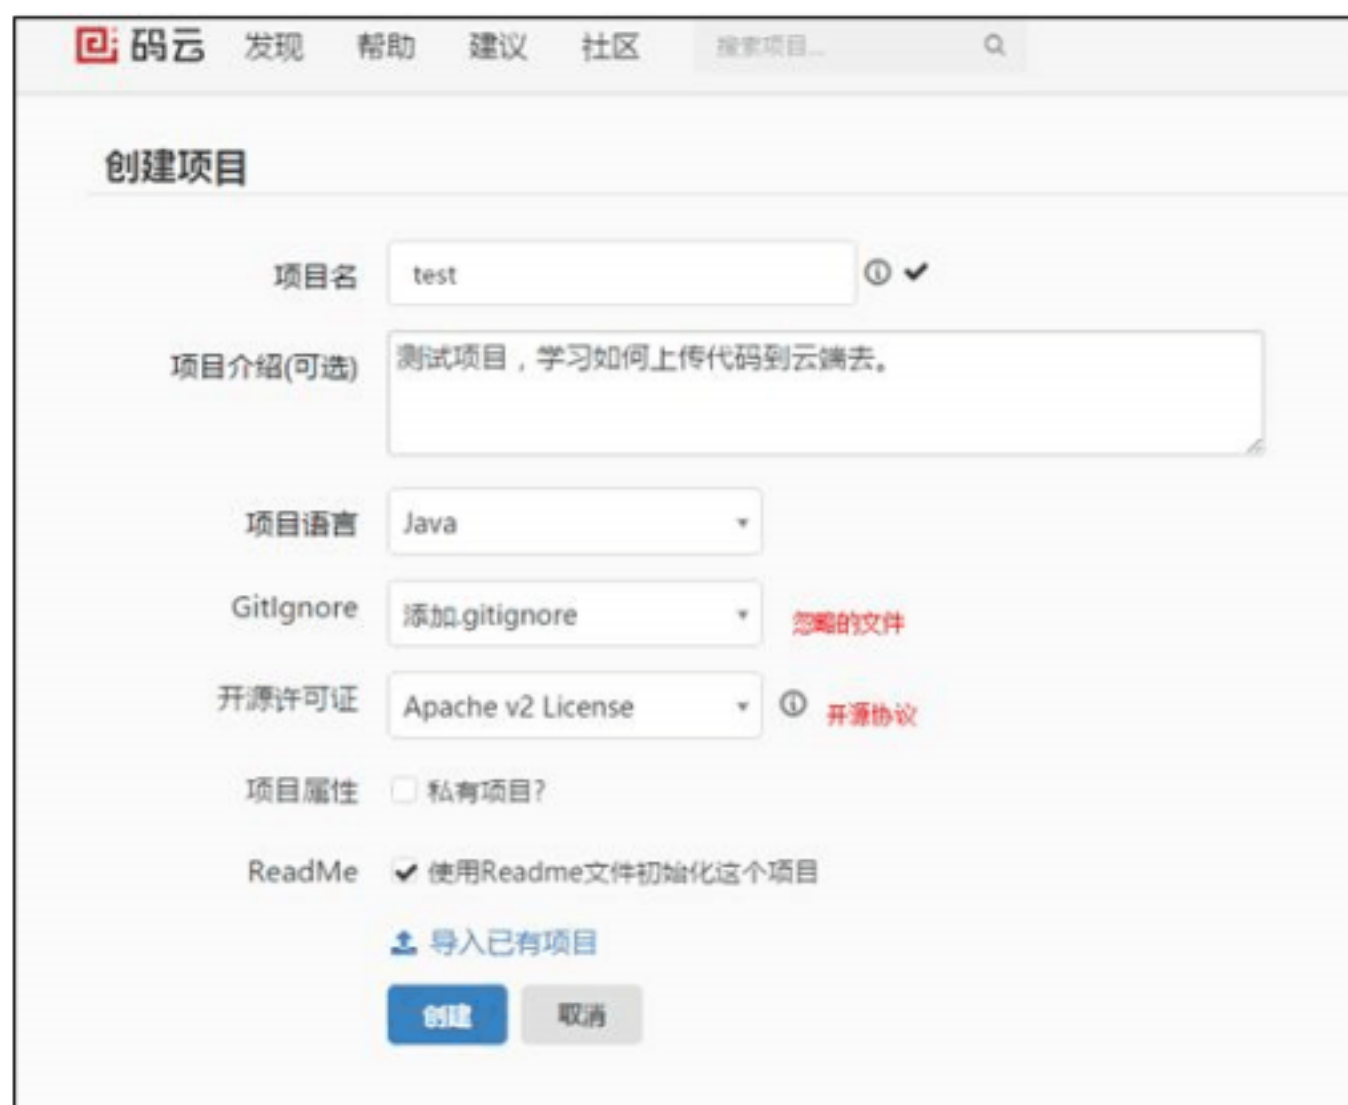 码云 发现 帮助 建议 社区 搜索项目...
创建项目
项目名 test
项目介绍(可选) 测试项目，学习如何上传代码到云端去。
项目语言 Java
GitIgnore 添加.gitignore 忽略的文件
开源许可证 Apache v2 License 开源协议
项目属性 私有项目?
ReadMe 使用Readme文件初始化这个项目
导入已有项目
创建 取消